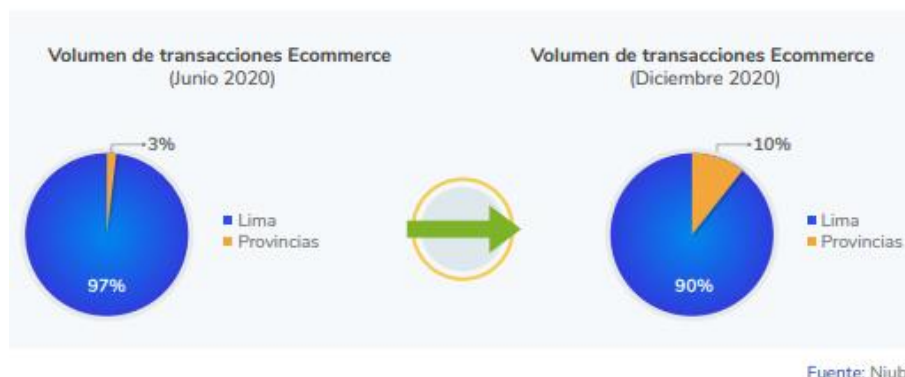 Volumen de transacciones Ecommerce
(Junio 2020)
3%
97%
Lima
Provincias
Volumen de transacciones Ecommerce
(Diciembre 2020)
10%
90%
Lima
Provincias
Fuente: Niub